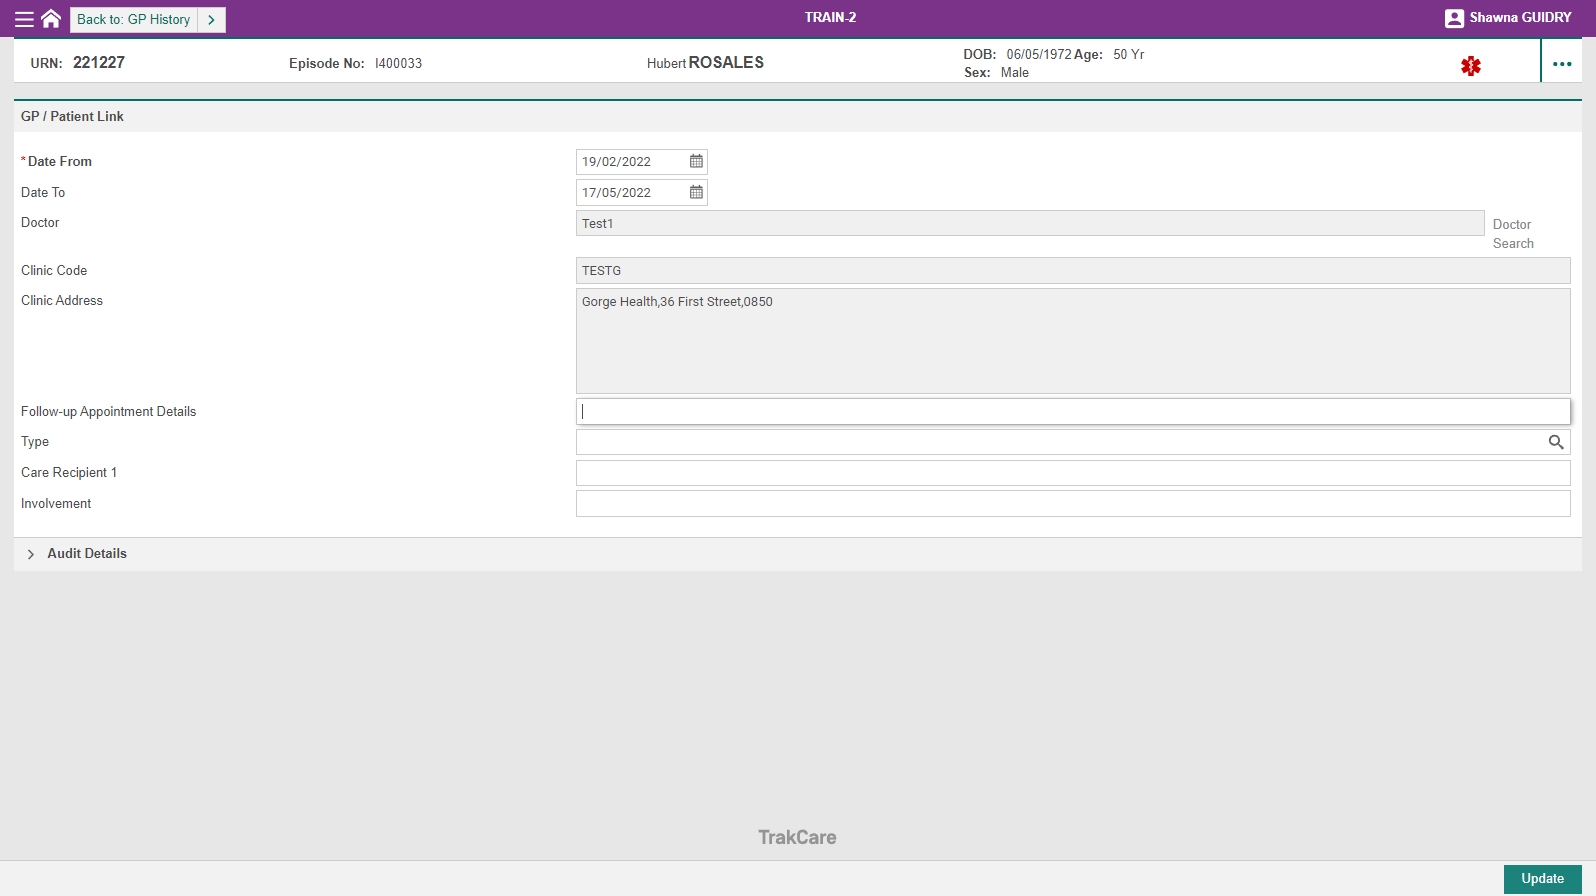 Back to: GP History
TRAIN-2
Shawna GUIDRY
URN: 221227
Episode No: I400033
Hubert ROSALES
DOB: 06/05/1972 Age: 50 Yr
Sex: Male
GP / Patient Link
*Date From
19/02/2022
Date To
17/05/2022
Doctor
Test1
Doctor
Search
Clinic Code
TESTG
Clinic Address
Gorge Health,36 First Street,0850
Follow-up Appointment Details
Type
Care Recipient 1
Involvement
Audit Details
TrakCare
Update